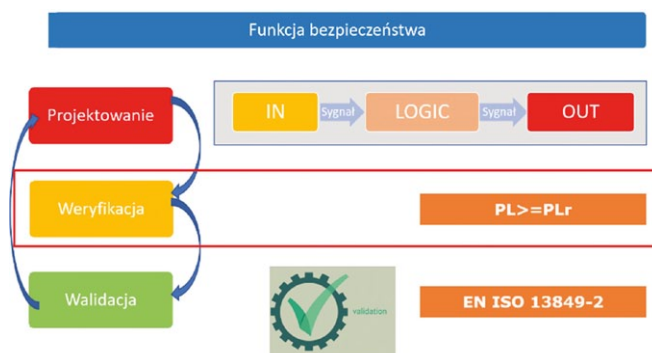 Funkcja bezpieczeństwa
Projektowanie
IN
Sygnał
LOGIC
Sygnał
OUT
Weryfikacja
PL>=PLr
Walidacja
validation
EN ISO 13849-2